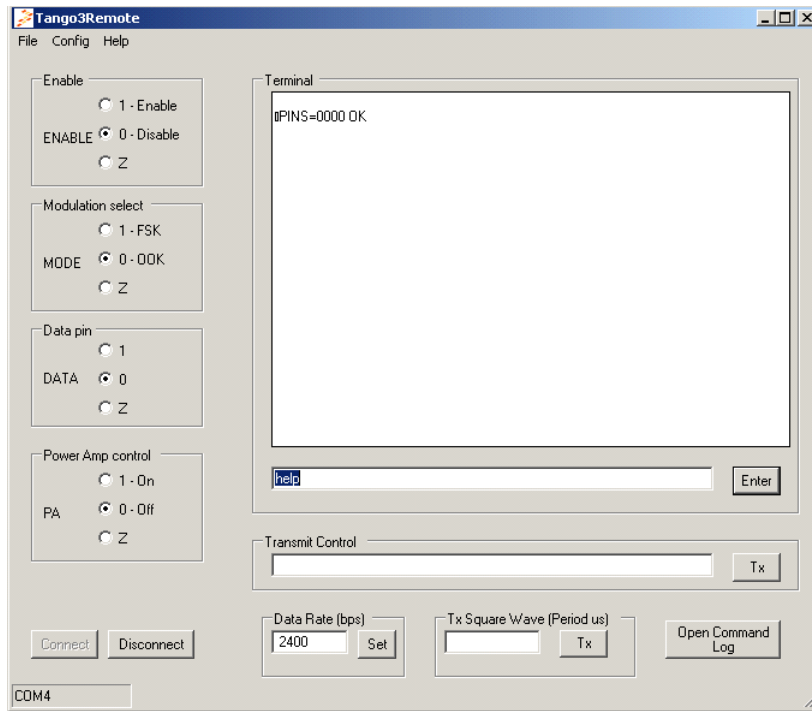 Tango3Remote
File Config Help
Enable
1 - Enable
ENABLE
0 - Disable
Z
Modulation select
1 - FSK
MODE
0 - OOK
Z
Data pin
1
DATA
0
Z
Power Amp control
1 - On
PA
0 - Off
Z
Terminal
▯PINS=0000 OK
help
Enter
Transmit Control
Tx
Connect
Disconnect
Data Rate (bps)
2400
Set
Tx Square Wave (Period us)
Tx
Open Command
Log
COM4